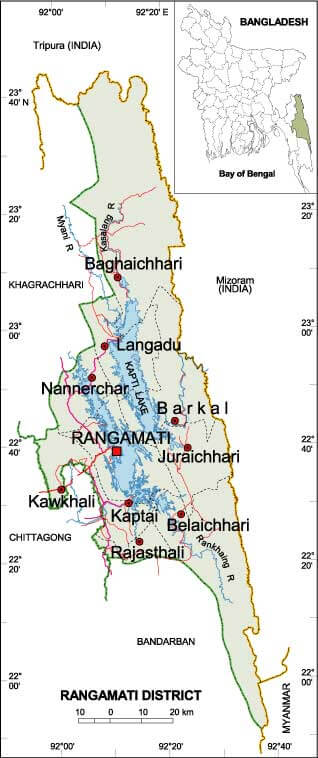 92°00'
92°20' E
BANGLADESH
Tripura (INDIA)
23°
40' N
Bay of Bengal
23°
20'
23°
20'
Myani R
Kasalang R
Baghaichhari
KHAGRACHHARI
Mizoram
(INDIA)
23°
00'
23°
00'
Langadu
KAPTI LAKE
Nannerchar
Barkal
22°
40'
22°
40'
RANGAMATI
Juraichhari
Kawkhali
Kaptai
Belaichhari
CHITTAGONG
Rajasthali
Rankhaing R
22°
20'
22°
20'
BANDARBAN
22°
00'
22°
00'
RANGAMATI DISTRICT
MYANMAR
10 0 10 20 km
92°00'
92°20'